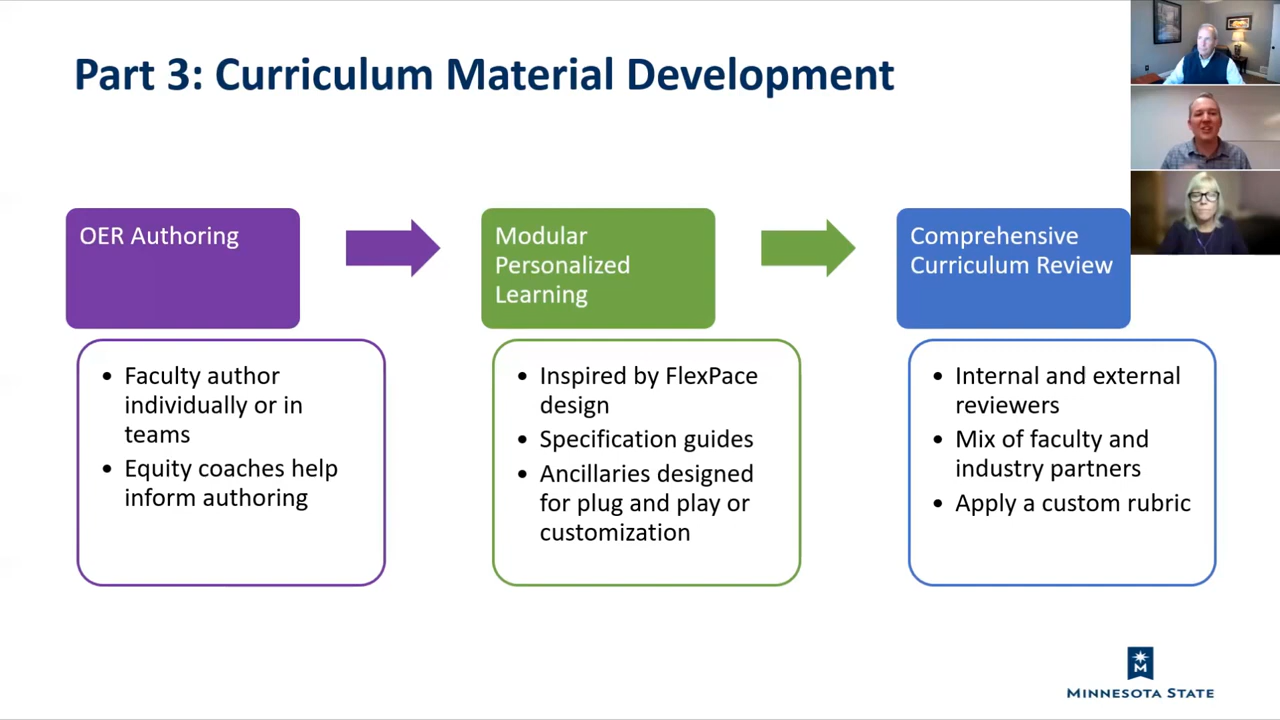 Part 3: Curriculum Material Development
OER Authoring
• Faculty author
individually or in
teams
• Equity coaches help
inform authoring
Modular
Personalized
Learning
• Inspired by FlexPace
design
• Specification guides
• Ancillaries designed
for plug and play or
customization
Comprehensive
Curriculum Review
• Internal and external
reviewers
• Mix of faculty and
industry partners
• Apply a custom rubric
M
MINNESOTA STATE